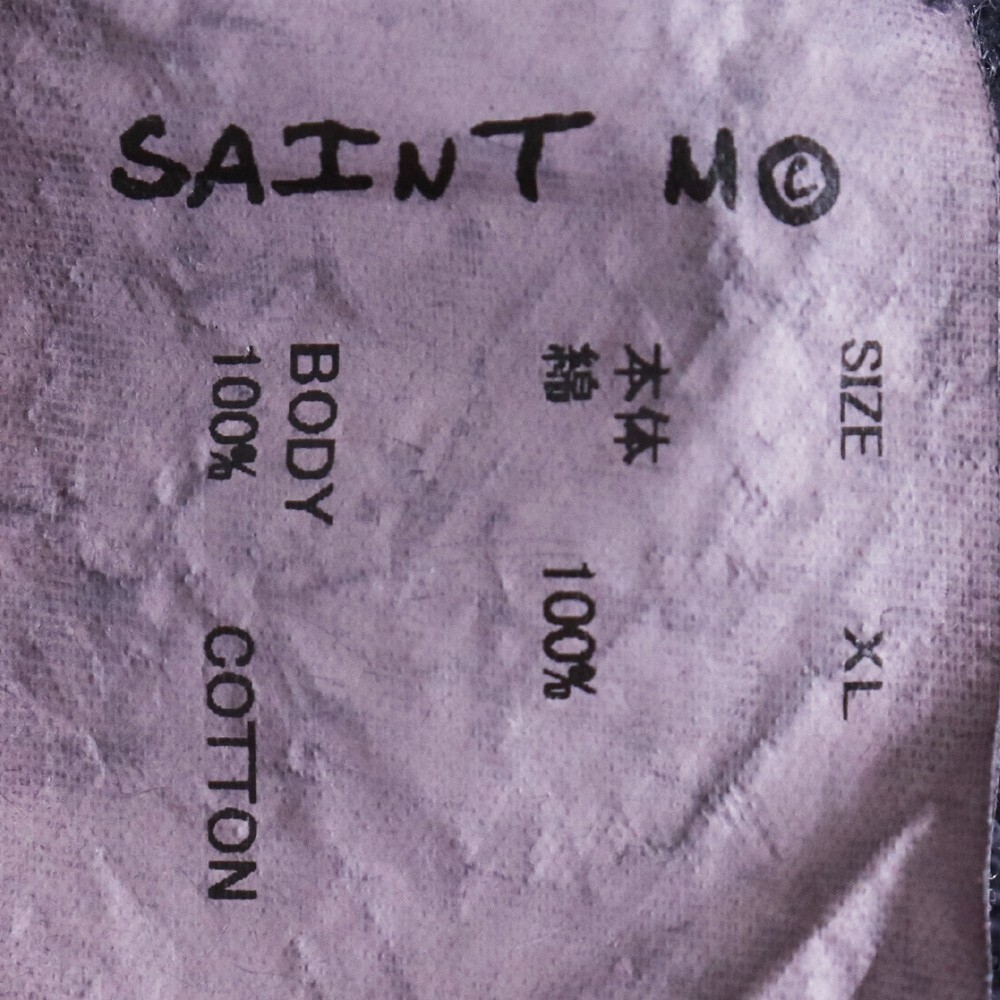 SAINT M©
SIZE XL
本体
綿 100%
BODY
100% COTTON